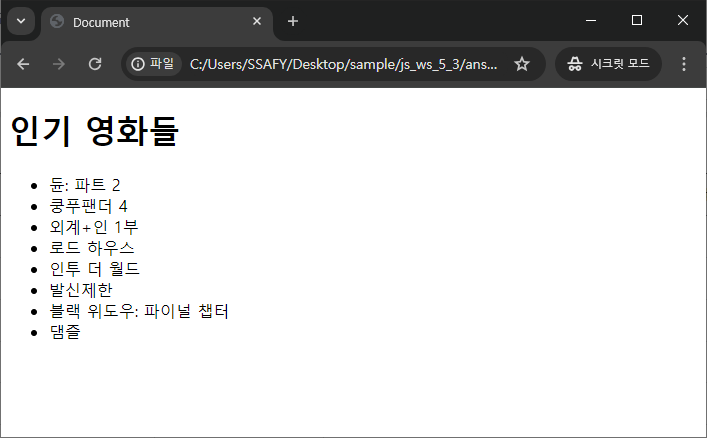 Document
파일 C:/Users/SSAFY/Desktop/sample/js_ws_5_3/ans... 시크릿 모드
인기 영화들
듄: 파트 2
쿵푸팬더 4
외계+인 1부
로드 하우스
인투 더 월드
발신제한
블랙 위도우: 파이널 챕터
댐즐